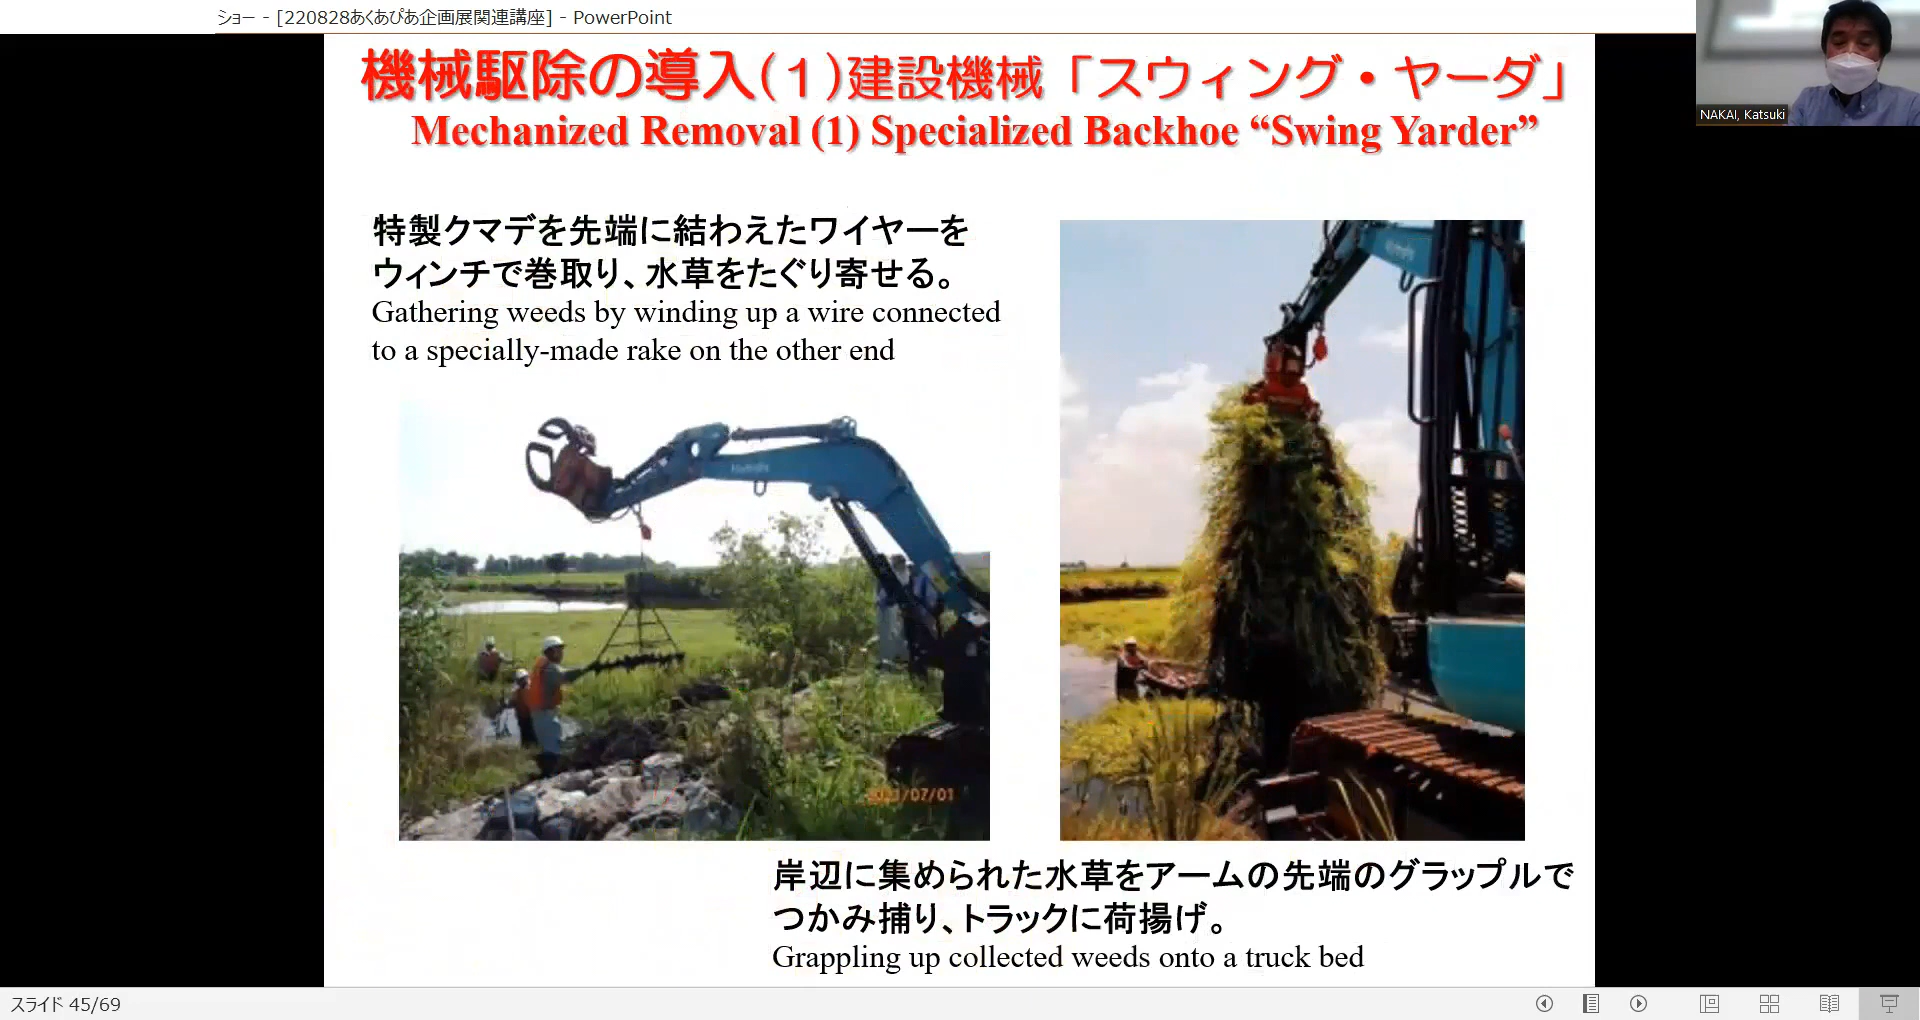 ショー - [220828あくあぴあ企画展関連講座] - PowerPoint
NAKAI, Katsuki
機械駆除の導入(１)建設機械「スウィング・ヤーダ」
Mechanized Removal (1) Specialized Backhoe “Swing Yarder”
特製クマデを先端に結わえたワイヤーを
ウィンチで巻取り、水草をたぐり寄せる。
Gathering weeds by winding up a wire connected
to a specially-made rake on the other end
Kubota
岸辺に集められた水草をアームの先端のグラップルで
つかみ捕り、トラックに荷揚げ。
Grappling up collected weeds onto a truck bed
スライド 45/69